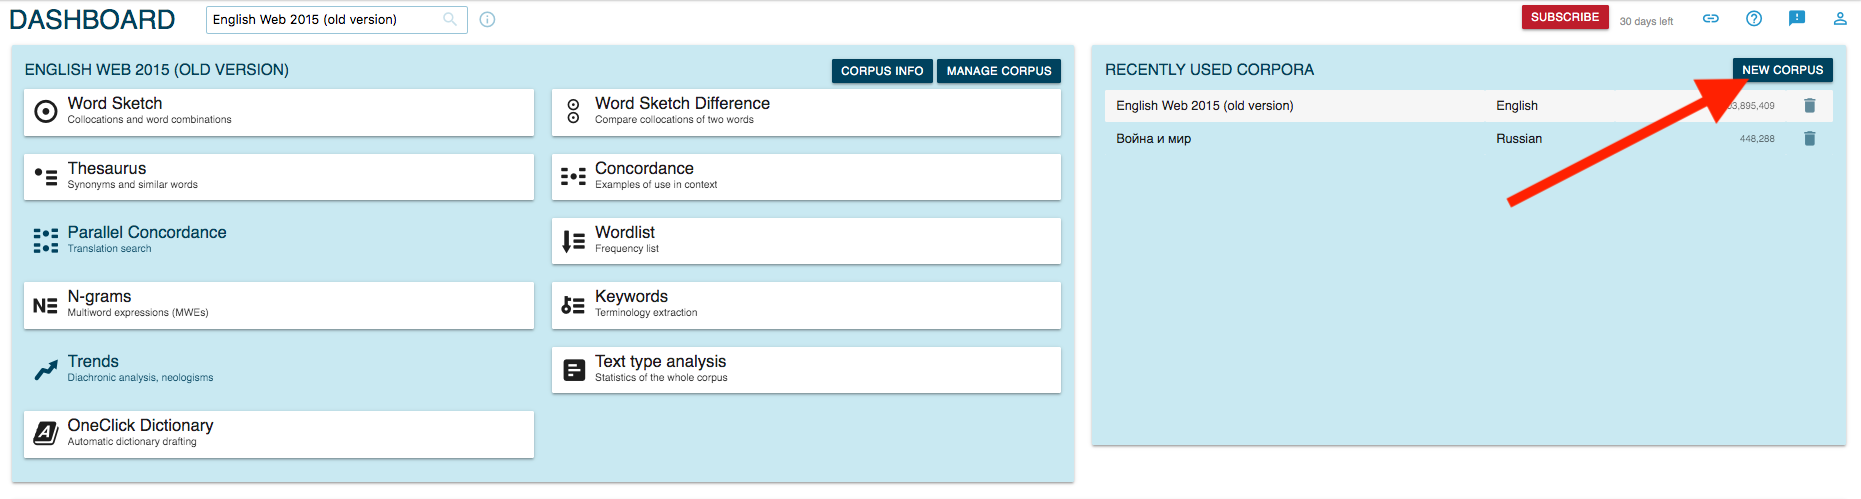 DASHBOARD
English Web 2015 (old version)
SUBSCRIBE
30 days left
ENGLISH WEB 2015 (OLD VERSION)
CORPUS INFO
MANAGE CORPUS
Word Sketch
Collocations and word combinations
Word Sketch Difference
Compare collocations of two words
Thesaurus
Synonyms and similar words
Concordance
Examples of use in context
Parallel Concordance
Translation search
Wordlist
Frequency list
N-grams
Multiword expressions (MWEs)
Keywords
Terminology extraction
Trends
Diachronic analysis, neologisms
Text type analysis
Statistics of the whole corpus
OneClick Dictionary
Automatic dictionary drafting
RECENTLY USED CORPORA
NEW CORPUS
English Web 2015 (old version) English
Война и мир Russian 448,288